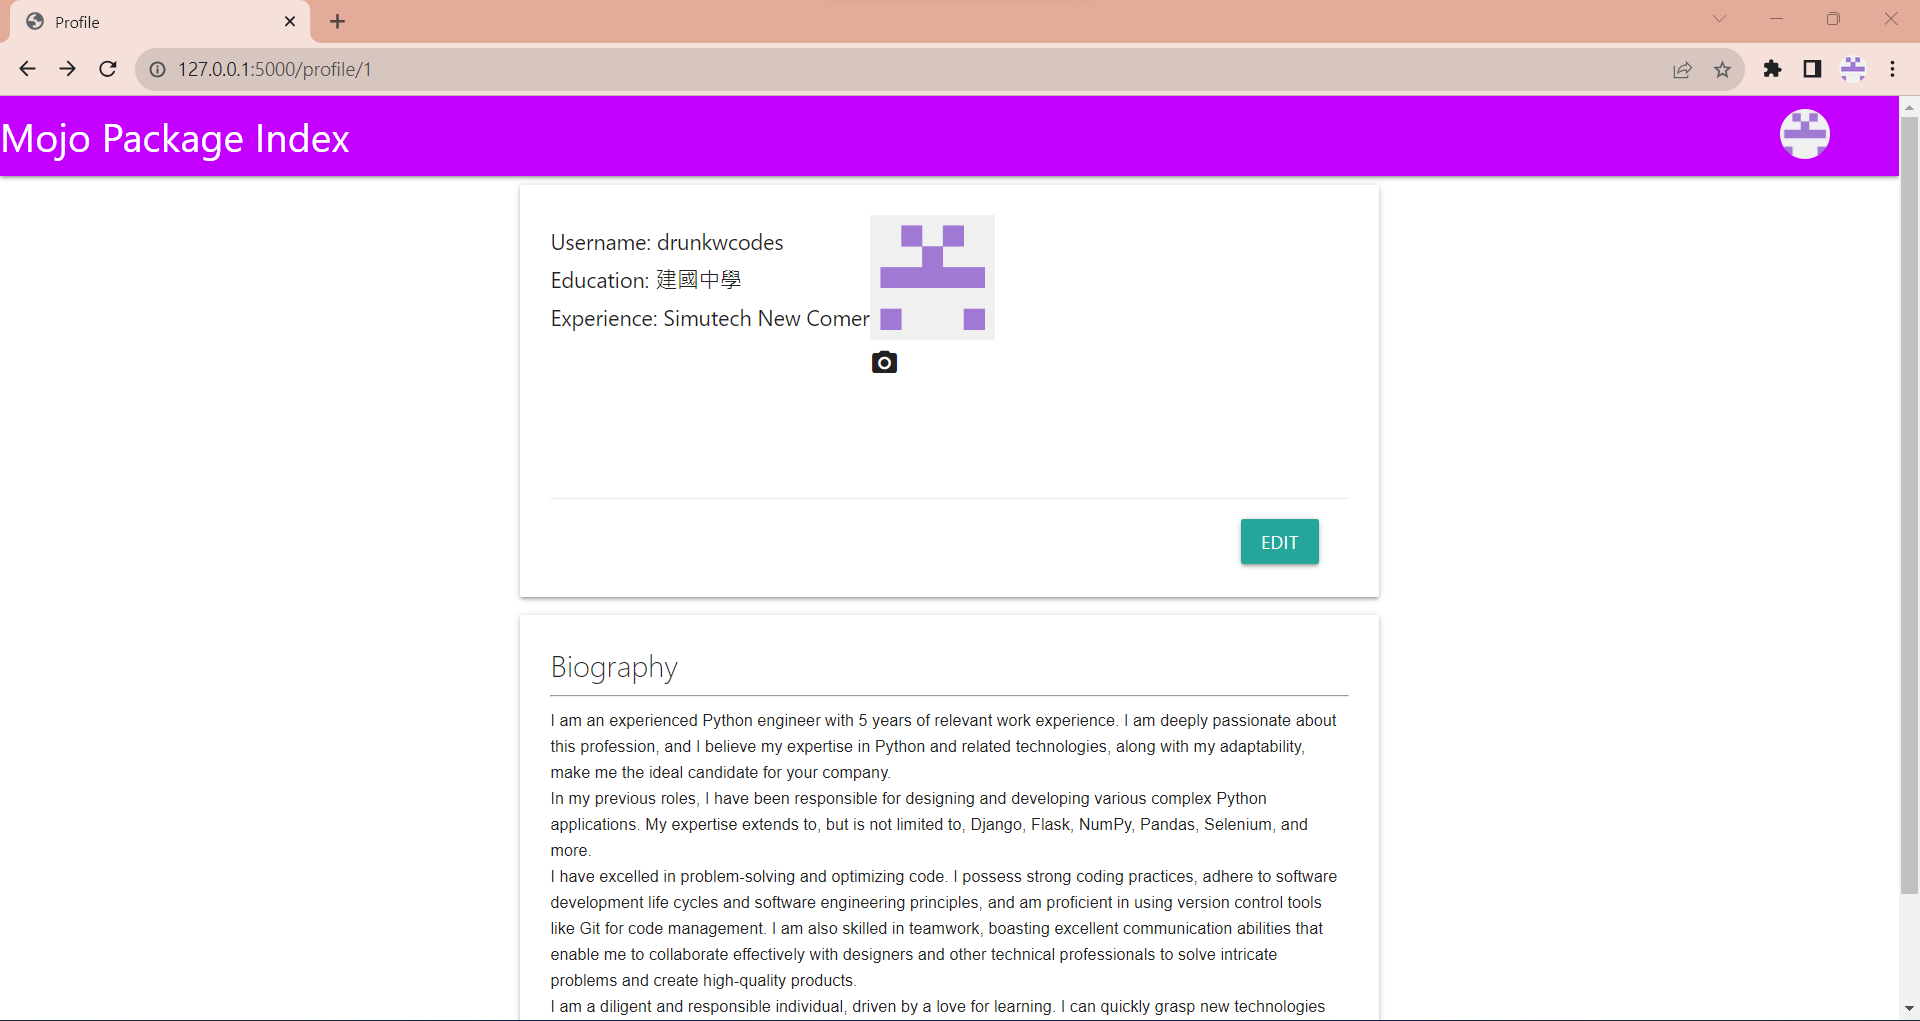 Profile
127.0.0.1:5000/profile/1
Mojo Package Index
Username: drunkwcodes
Education: 建國中學
Experience: Simutech New Comer
EDIT
Biography
I am an experienced Python engineer with 5 years of relevant work experience. I am deeply passionate about
this profession, and I believe my expertise in Python and related technologies, along with my adaptability,
make me the ideal candidate for your company.
In my previous roles, I have been responsible for designing and developing various complex Python
applications. My expertise extends to, but is not limited to, Django, Flask, NumPy, Pandas, Selenium, and
more.
I have excelled in problem-solving and optimizing code. I possess strong coding practices, adhere to software
development life cycles and software engineering principles, and am proficient in using version control tools
like Git for code management. I am also skilled in teamwork, boasting excellent communication abilities that
enable me to collaborate effectively with designers and other technical professionals to solve intricate
problems and create high-quality products.
I am a diligent and responsible individual, driven by a love for learning. I can quickly grasp new technologies